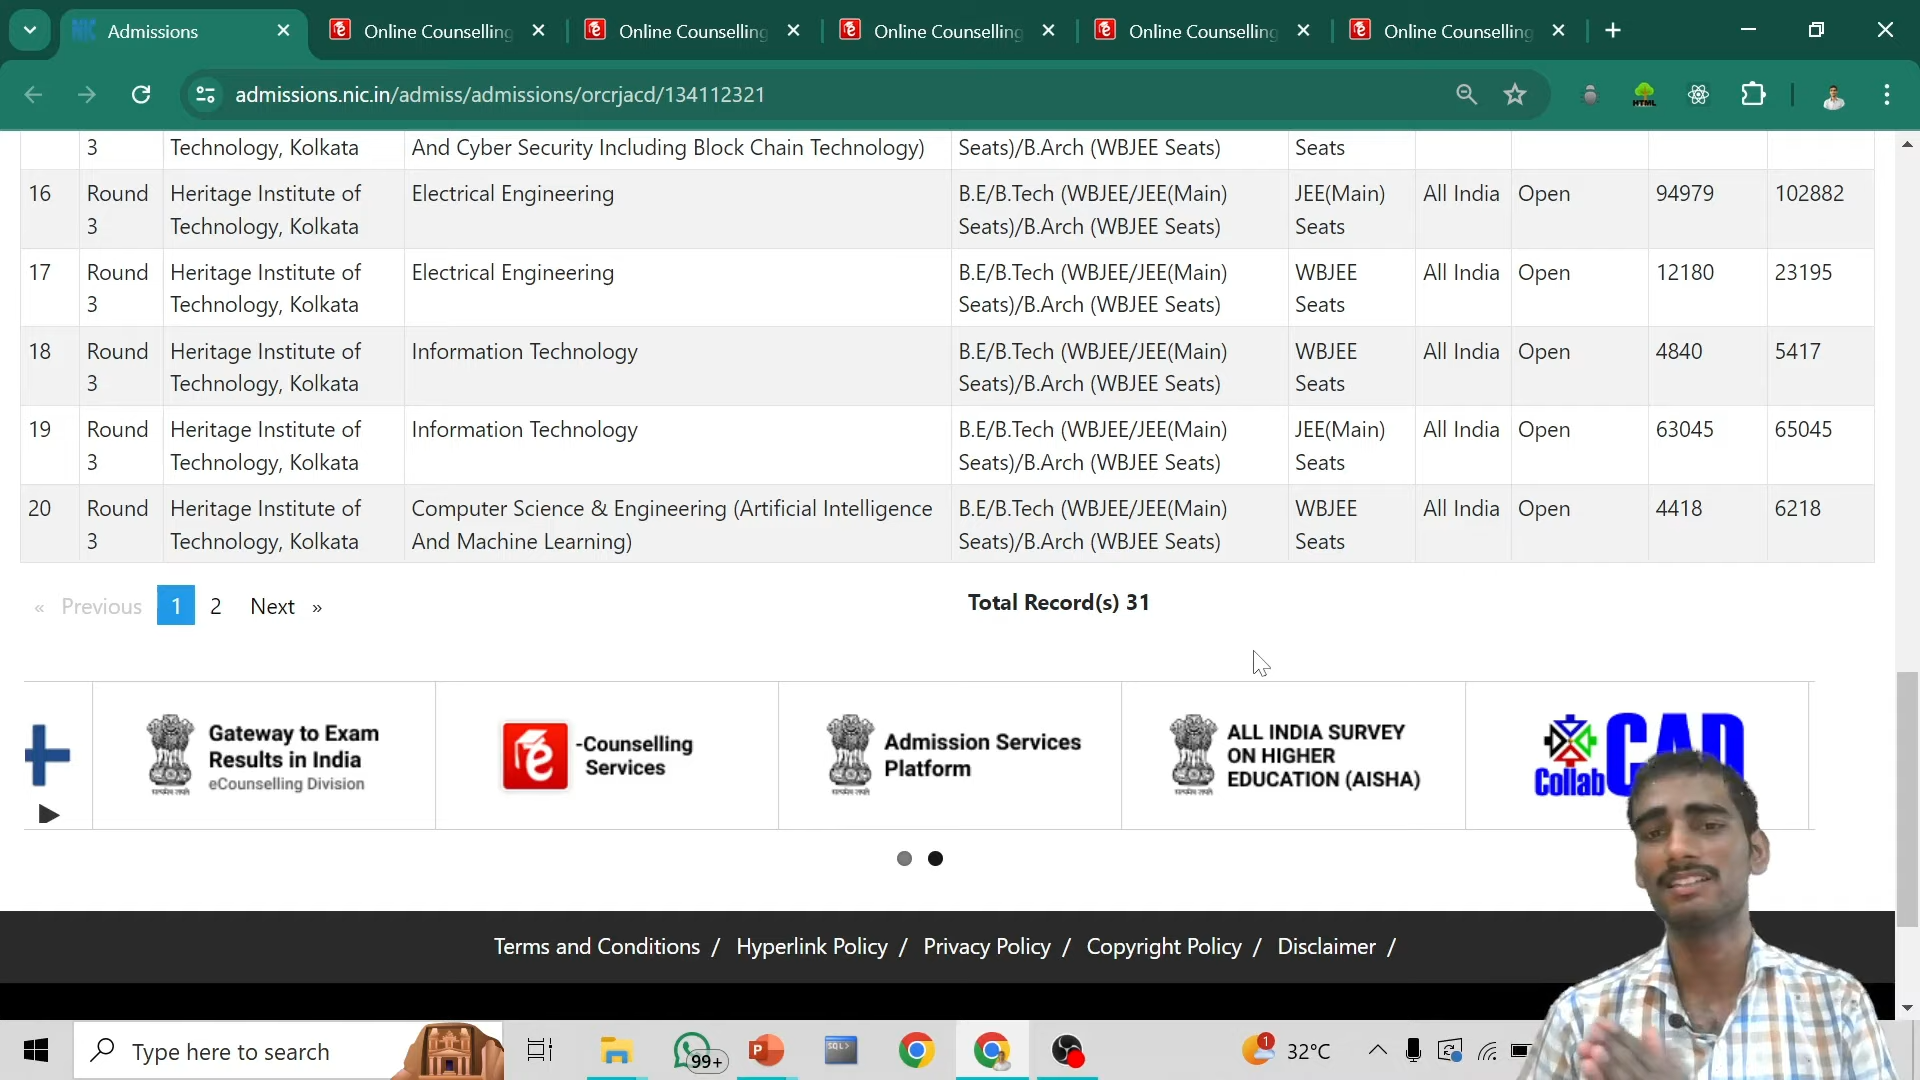 Admissions
Online Counselling
Online Counselling
Online Counselling
Online Counselling
Online Counselling
admissions.nic.in/admiss/admissions/orcrjacd/134112321
3 Technology, Kolkata And Cyber Security Including Block Chain Technology) Seats)/B.Arch (WBJEE Seats) Seats
16 Round Heritage Institute of Electrical Engineering B.E/B.Tech (WBJEE/JEE(Main) JEE(Main) All India Open 94979 102882
3 Technology, Kolkata Seats)/B.Arch (WBJEE Seats) Seats
17 Round Heritage Institute of Electrical Engineering B.E/B.Tech (WBJEE/JEE(Main) WBJEE All India Open 12180 23195
3 Technology, Kolkata Seats)/B.Arch (WBJEE Seats) Seats
18 Round Heritage Institute of Information Technology B.E/B.Tech (WBJEE/JEE(Main) WBJEE All India Open 4840 5417
3 Technology, Kolkata Seats)/B.Arch (WBJEE Seats) Seats
19 Round Heritage Institute of Information Technology B.E/B.Tech (WBJEE/JEE(Main) JEE(Main) All India Open 63045 65045
3 Technology, Kolkata Seats)/B.Arch (WBJEE Seats) Seats
20 Round Heritage Institute of Computer Science & Engineering (Artificial Intelligence B.E/B.Tech (WBJEE/JEE(Main) WBJEE All India Open 4418 6218
3 Technology, Kolkata And Machine Learning) Seats)/B.Arch (WBJEE Seats) Seats
« Previous 1 2 Next »
Total Record(s) 31
Gateway to Exam
Results in India
eCounselling Division
e-Counselling
Services
Admission Services
Platform
ALL INDIA SURVEY
ON HIGHER
EDUCATION (AISHA)
Collab CAD
Terms and Conditions / Hyperlink Policy / Privacy Policy / Copyright Policy / Disclaimer /
Type here to search
99+
SQL>
1
32°C